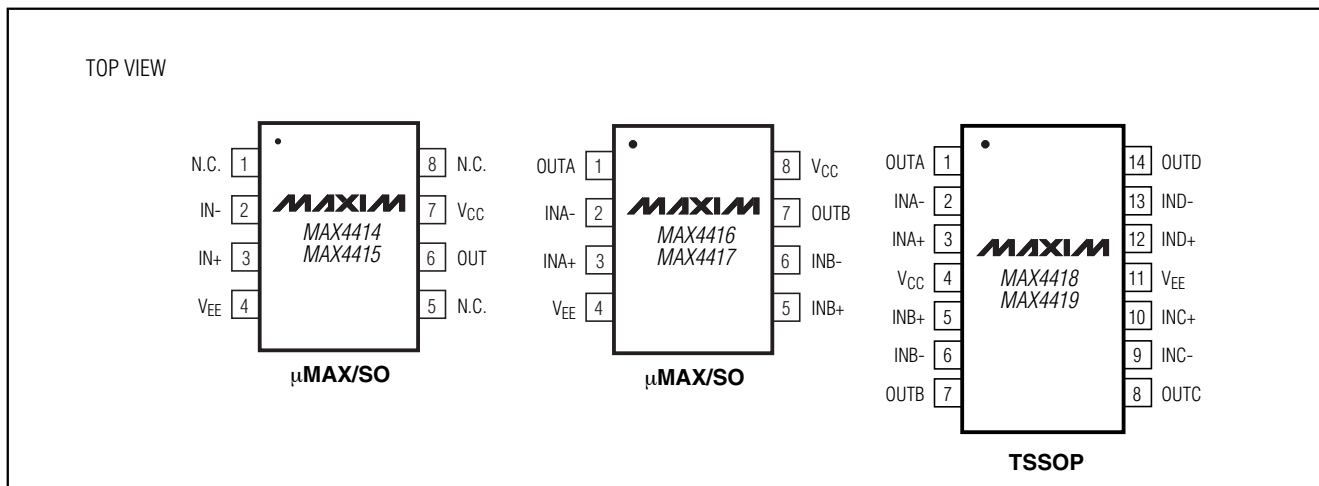 TOP VIEW
N.C. 1
IN- 2
IN+ 3
VEE 4
MAXIM
MAX4414
MAX4415
8 N.C.
7 VCC
6 OUT
5 N.C.
μMAX/SO
OUTA 1
INA- 2
INA+ 3
VEE 4
MAXIM
MAX4416
MAX4417
8 VCC
7 OUTB
6 INB-
5 INB+
μMAX/SO
OUTA 1
INA- 2
INA+ 3
VCC 4
INB+ 5
INB- 6
OUTB 7
MAXIM
MAX4418
MAX4419
14 OUTD
13 IND-
12 IND+
11 VEE
10 INC+
9 INC-
8 OUTC
TSSOP